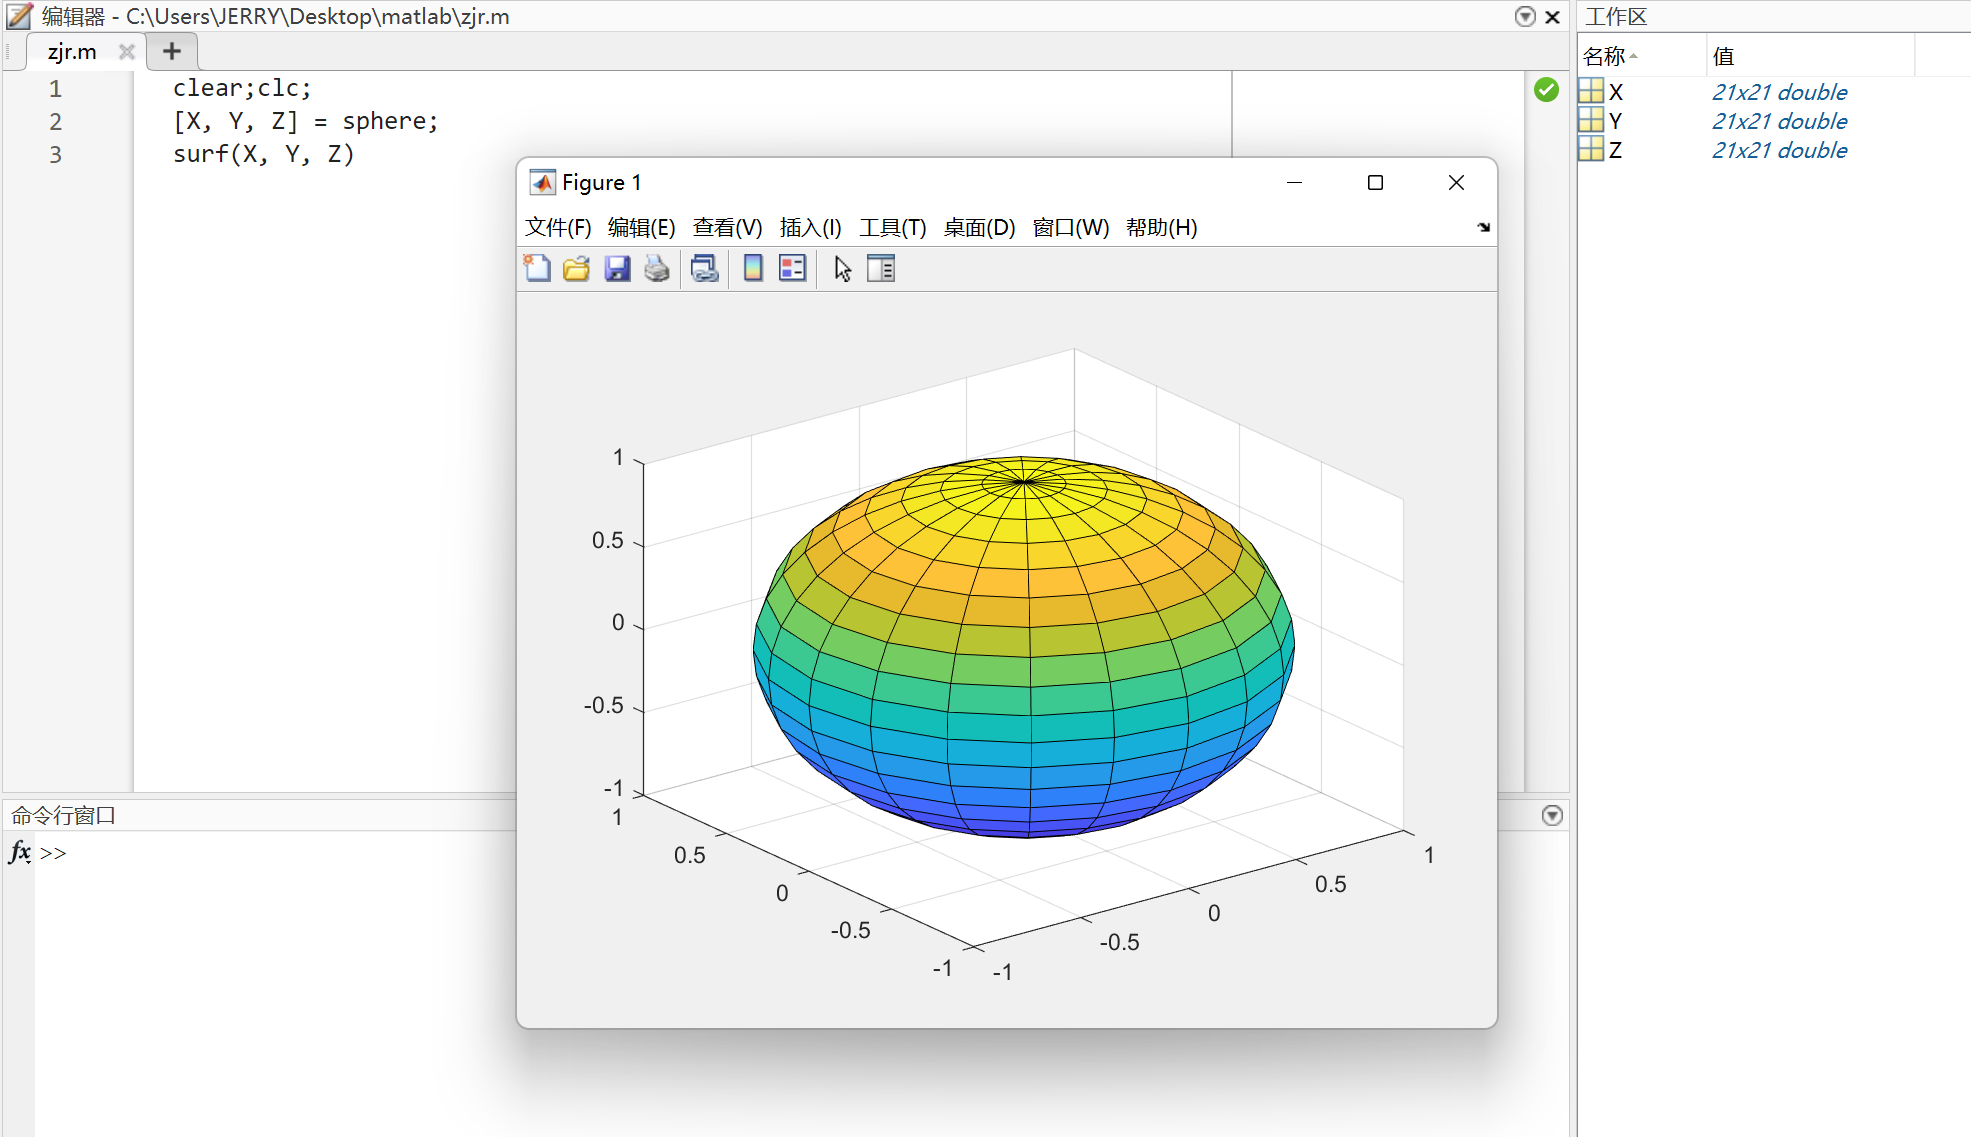 编辑器 - C:\Users\JERRY\Desktop\matlab\zjr.m
zjr.m
1 clear;clc;
2 [X, Y, Z] = sphere;
3 surf(X, Y, Z)
Figure 1
文件(F) 编辑(E) 查看(V) 插入(I) 工具(T) 桌面(D) 窗口(W) 帮助(H)
1
0.5
0
-0.5
-1
1
0.5
0
-0.5
-1
-1
-0.5
0
0.5
1
命令行窗口
fx >>
工作区
名称 值
X 21x21 double
Y 21x21 double
Z 21x21 double